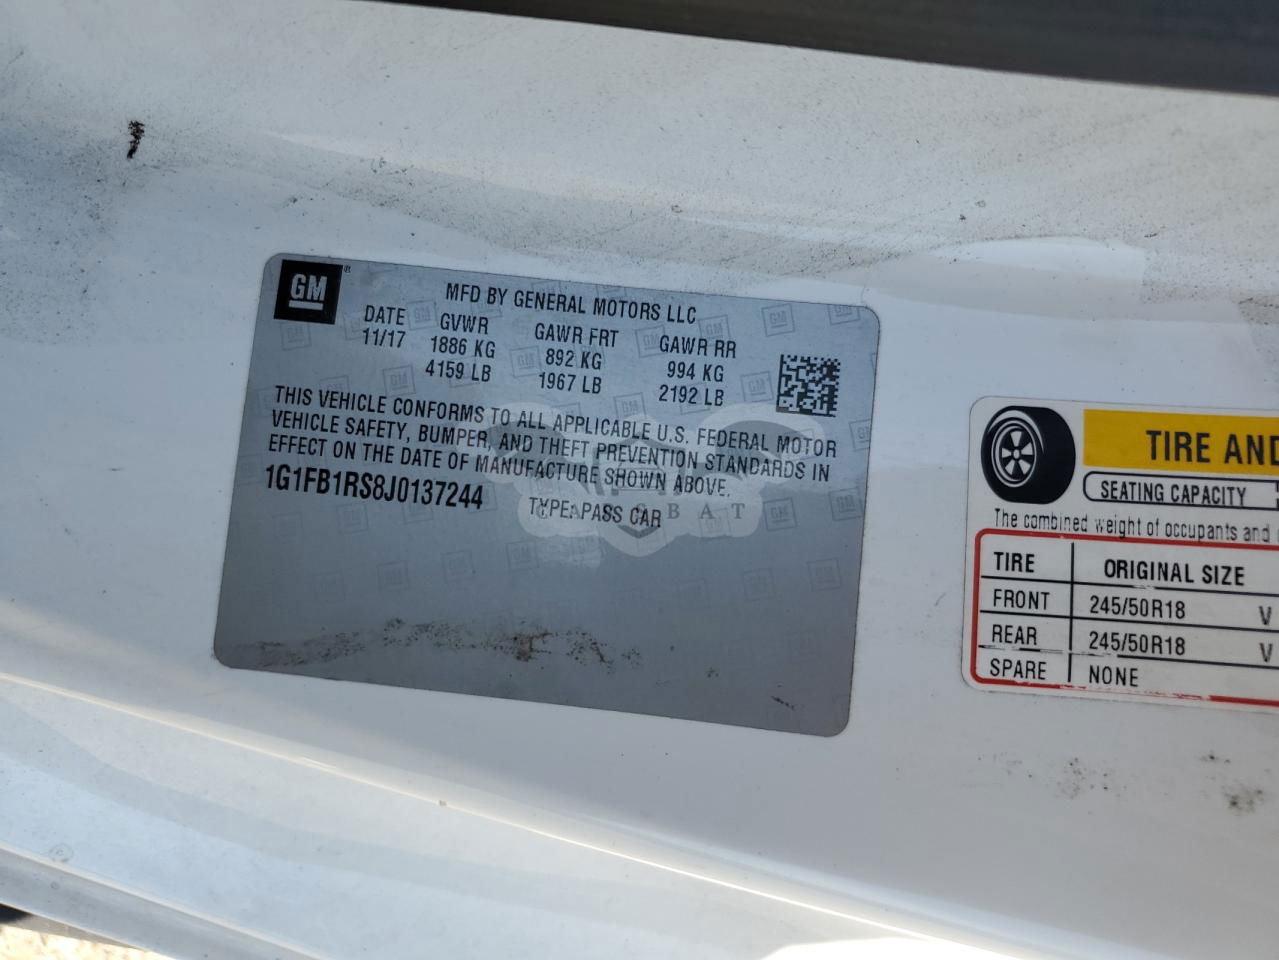 GM
MFD BY GENERAL MOTORS LLC
DATE GVWR GAWR FRT GAWR RR
11/17 1886 KG 892 KG 994 KG
4159 LB 1967 LB 2192 LB
THIS VEHICLE CONFORMS TO ALL APPLICABLE U.S. FEDERAL MOTOR
VEHICLE SAFETY, BUMPER, AND THEFT PREVENTION STANDARDS IN
EFFECT ON THE DATE OF MANUFACTURE SHOWN ABOVE.
1G1FB1RS8J0137244 TYPE: PASS CAR
TIRE AND
SEATING CAPACITY
The combined weight of occupants and
TIRE ORIGINAL SIZE
FRONT 245/50R18 V
REAR 245/50R18 V
SPARE NONE